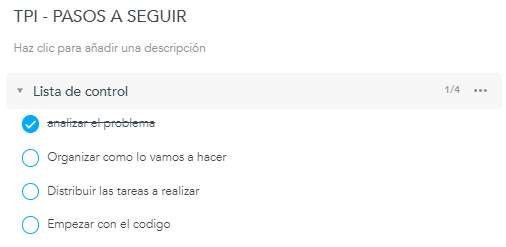 TPI - PASOS A SEGUIR
Haz clic para añadir una descripción
Lista de control 1/4
analizar el problema
Organizar como lo vamos a hacer
Distribuir las tareas a realizar
Empezar con el codigo